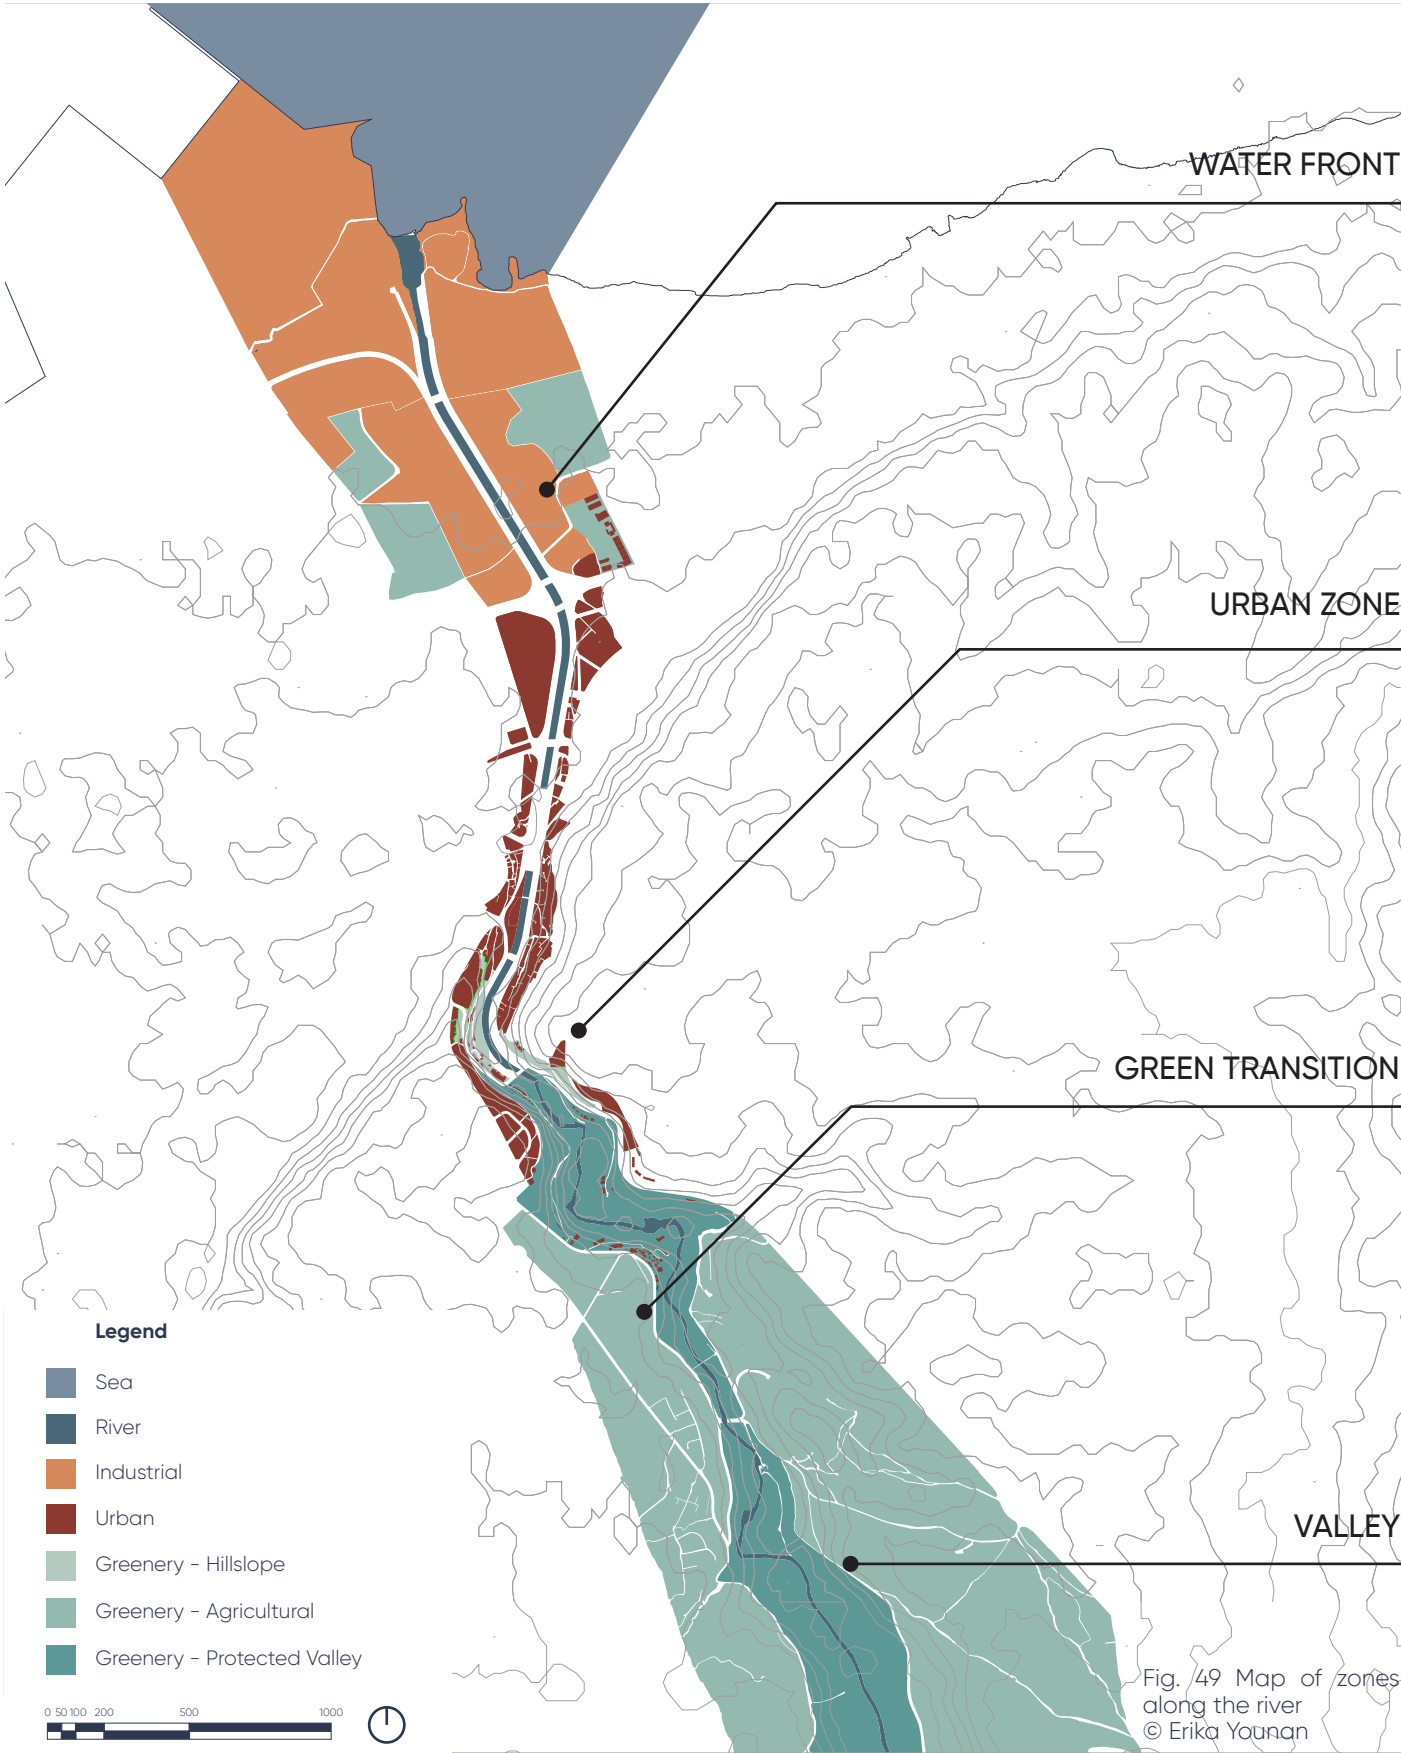 WATER FRONT
URBAN ZONE
GREEN TRANSITION
VALLEY
Legend
Sea
River
Industrial
Urban
Greenery - Hillslope
Greenery - Agricultural
Greenery - Protected Valley
0 50 100 200 500 1000
Fig. 49 Map of zones
along the river
© Erika Younan